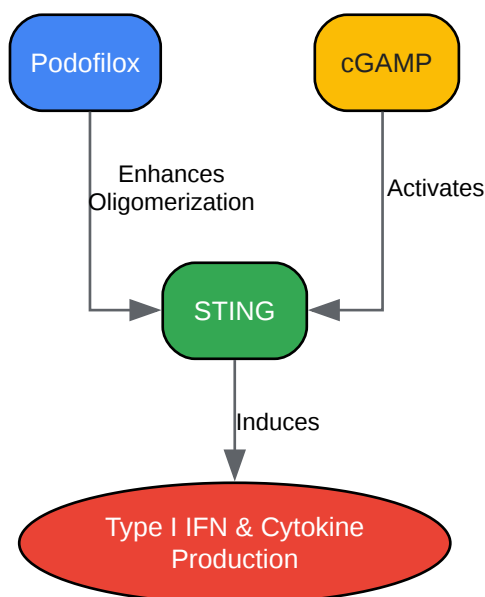 Podofilox
cGAMP
Enhances
Oligomerization
Activates
STING
Induces
Type I IFN & Cytokine
Production